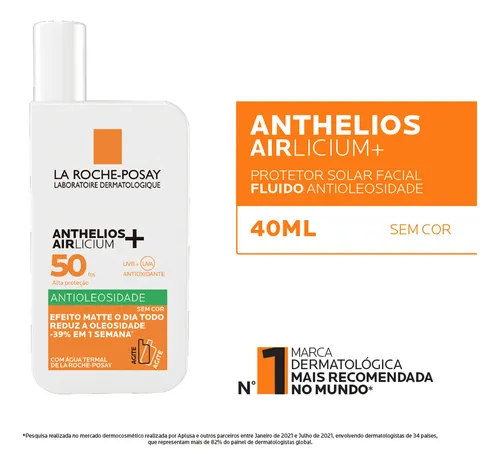 LA ROCHE-POSAY
LABORATOIRE DERMATOLOGIQUE
ANTHELIOS
AIRLICIUM+
50 FPS
Alta proteção
UVB + UVA
ANTIOXIDANTE
ANTIOLEOSIDADE
SEM COR
EFEITO MATTE O DIA TODO
REDUZ A OLEOSIDADE
-39% EM 1 SEMANA*
COM ÁGUA TERMAL
DE LA ROCHE-POSAY
AGITE
AGITE
ANTHELIOS
AIRLICIUM+
PROTETOR SOLAR FACIAL
FLUIDO ANTIOLEOSIDADE
40ML SEM COR
Nº1 MARCA
DERMATOLÓGICA
MAIS RECOMENDADA
NO MUNDO*
*Pesquisa realizada no mercado dermocosmético realizada por Aplusa e outros parceiros entre Janeiro de 2021 e Julho de 2021, envolvendo dermatologistas de 34 países,
que representam mais de 82% do painel de dermatologistas global.